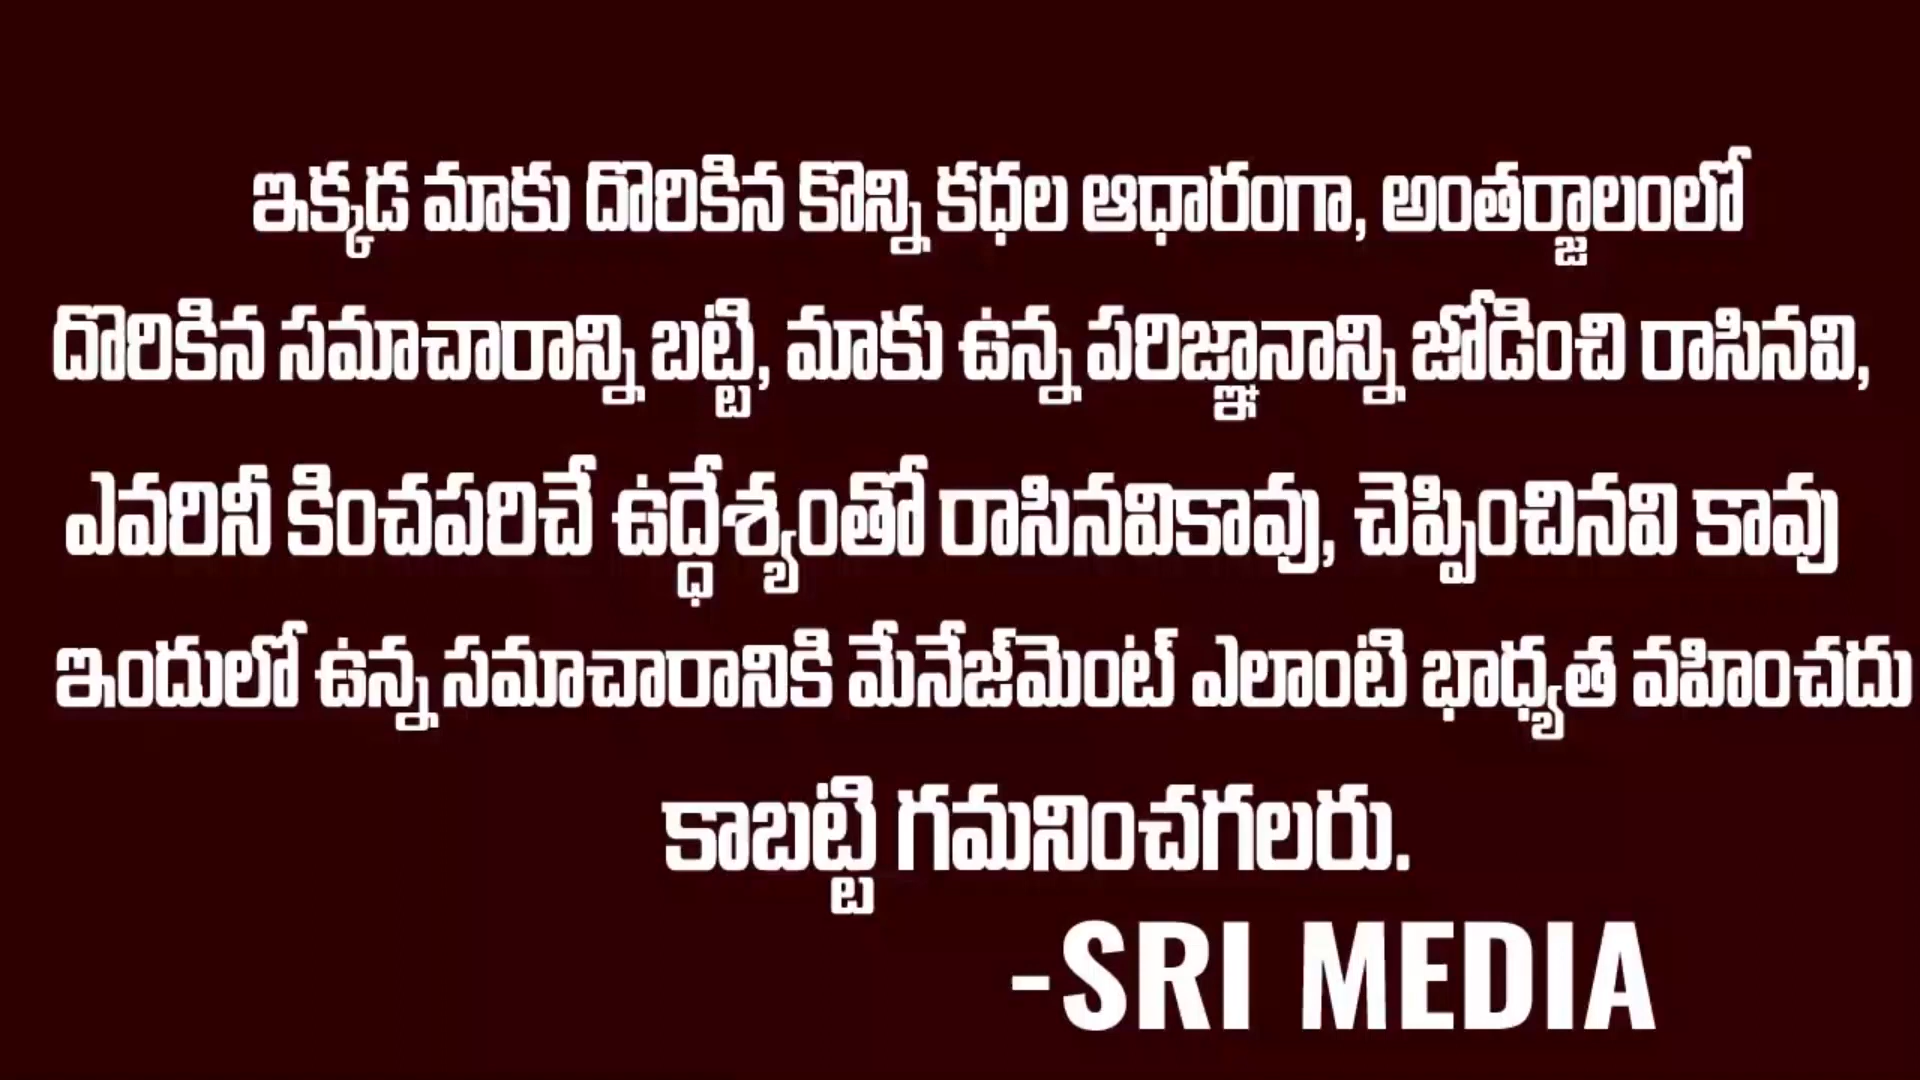 ఇక్కడ మాకు దొరికిన కొన్ని కధల ఆధారంగా, అంతర్జాలంలో
దొరికిన సమాచారాన్ని బట్టి, మాకు ఉన్న పరిజ్ఞానాన్ని జోడించి రాసినవి,
ఎవరినీ కించపరిచే ఉద్ధేశ్యంతో రాసినవికావు, చెప్పించినవి కావు
ఇందులో ఉన్న సమాచారానికి మేనేజ్‌మెంట్ ఎలాంటి భాధ్యత వహించదు
కాబట్టి గమనించగలరు.
-SRI MEDIA